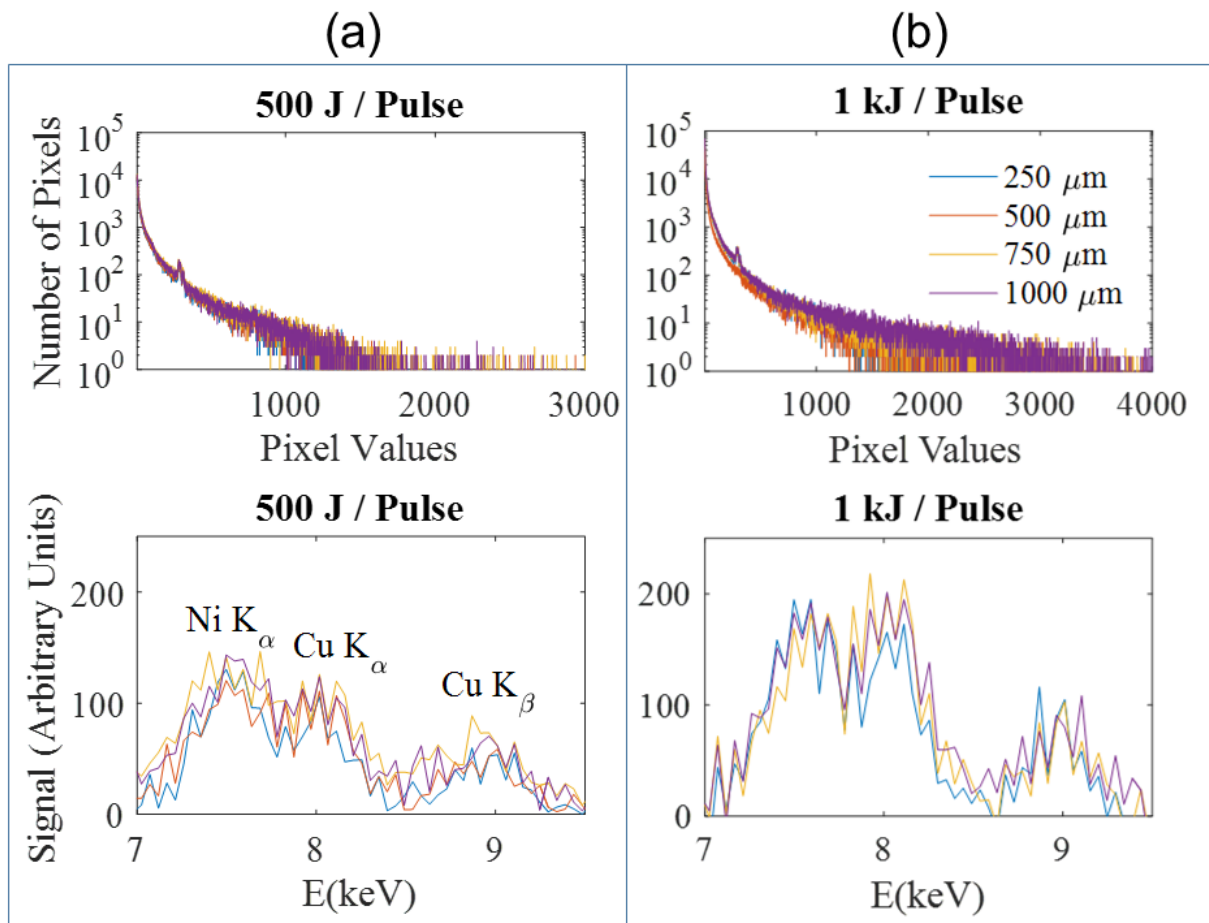 (a)
500 J / Pulse
Number of Pixels
10^5
10^4
10^3
10^2
10^1
10^0
1000 2000 3000
Pixel Values
500 J / Pulse
Signal (Arbitrary Units)
200
100
0
Ni K_α
Cu K_α
Cu K_β
7 8 9
E(keV)
(b)
1 kJ / Pulse
10^5
10^4
10^3
10^2
10^1
10^0
250 μm
500 μm
750 μm
1000 μm
1000 2000 3000 4000
Pixel Values
1 kJ / Pulse
200
100
0
7 8 9
E(keV)